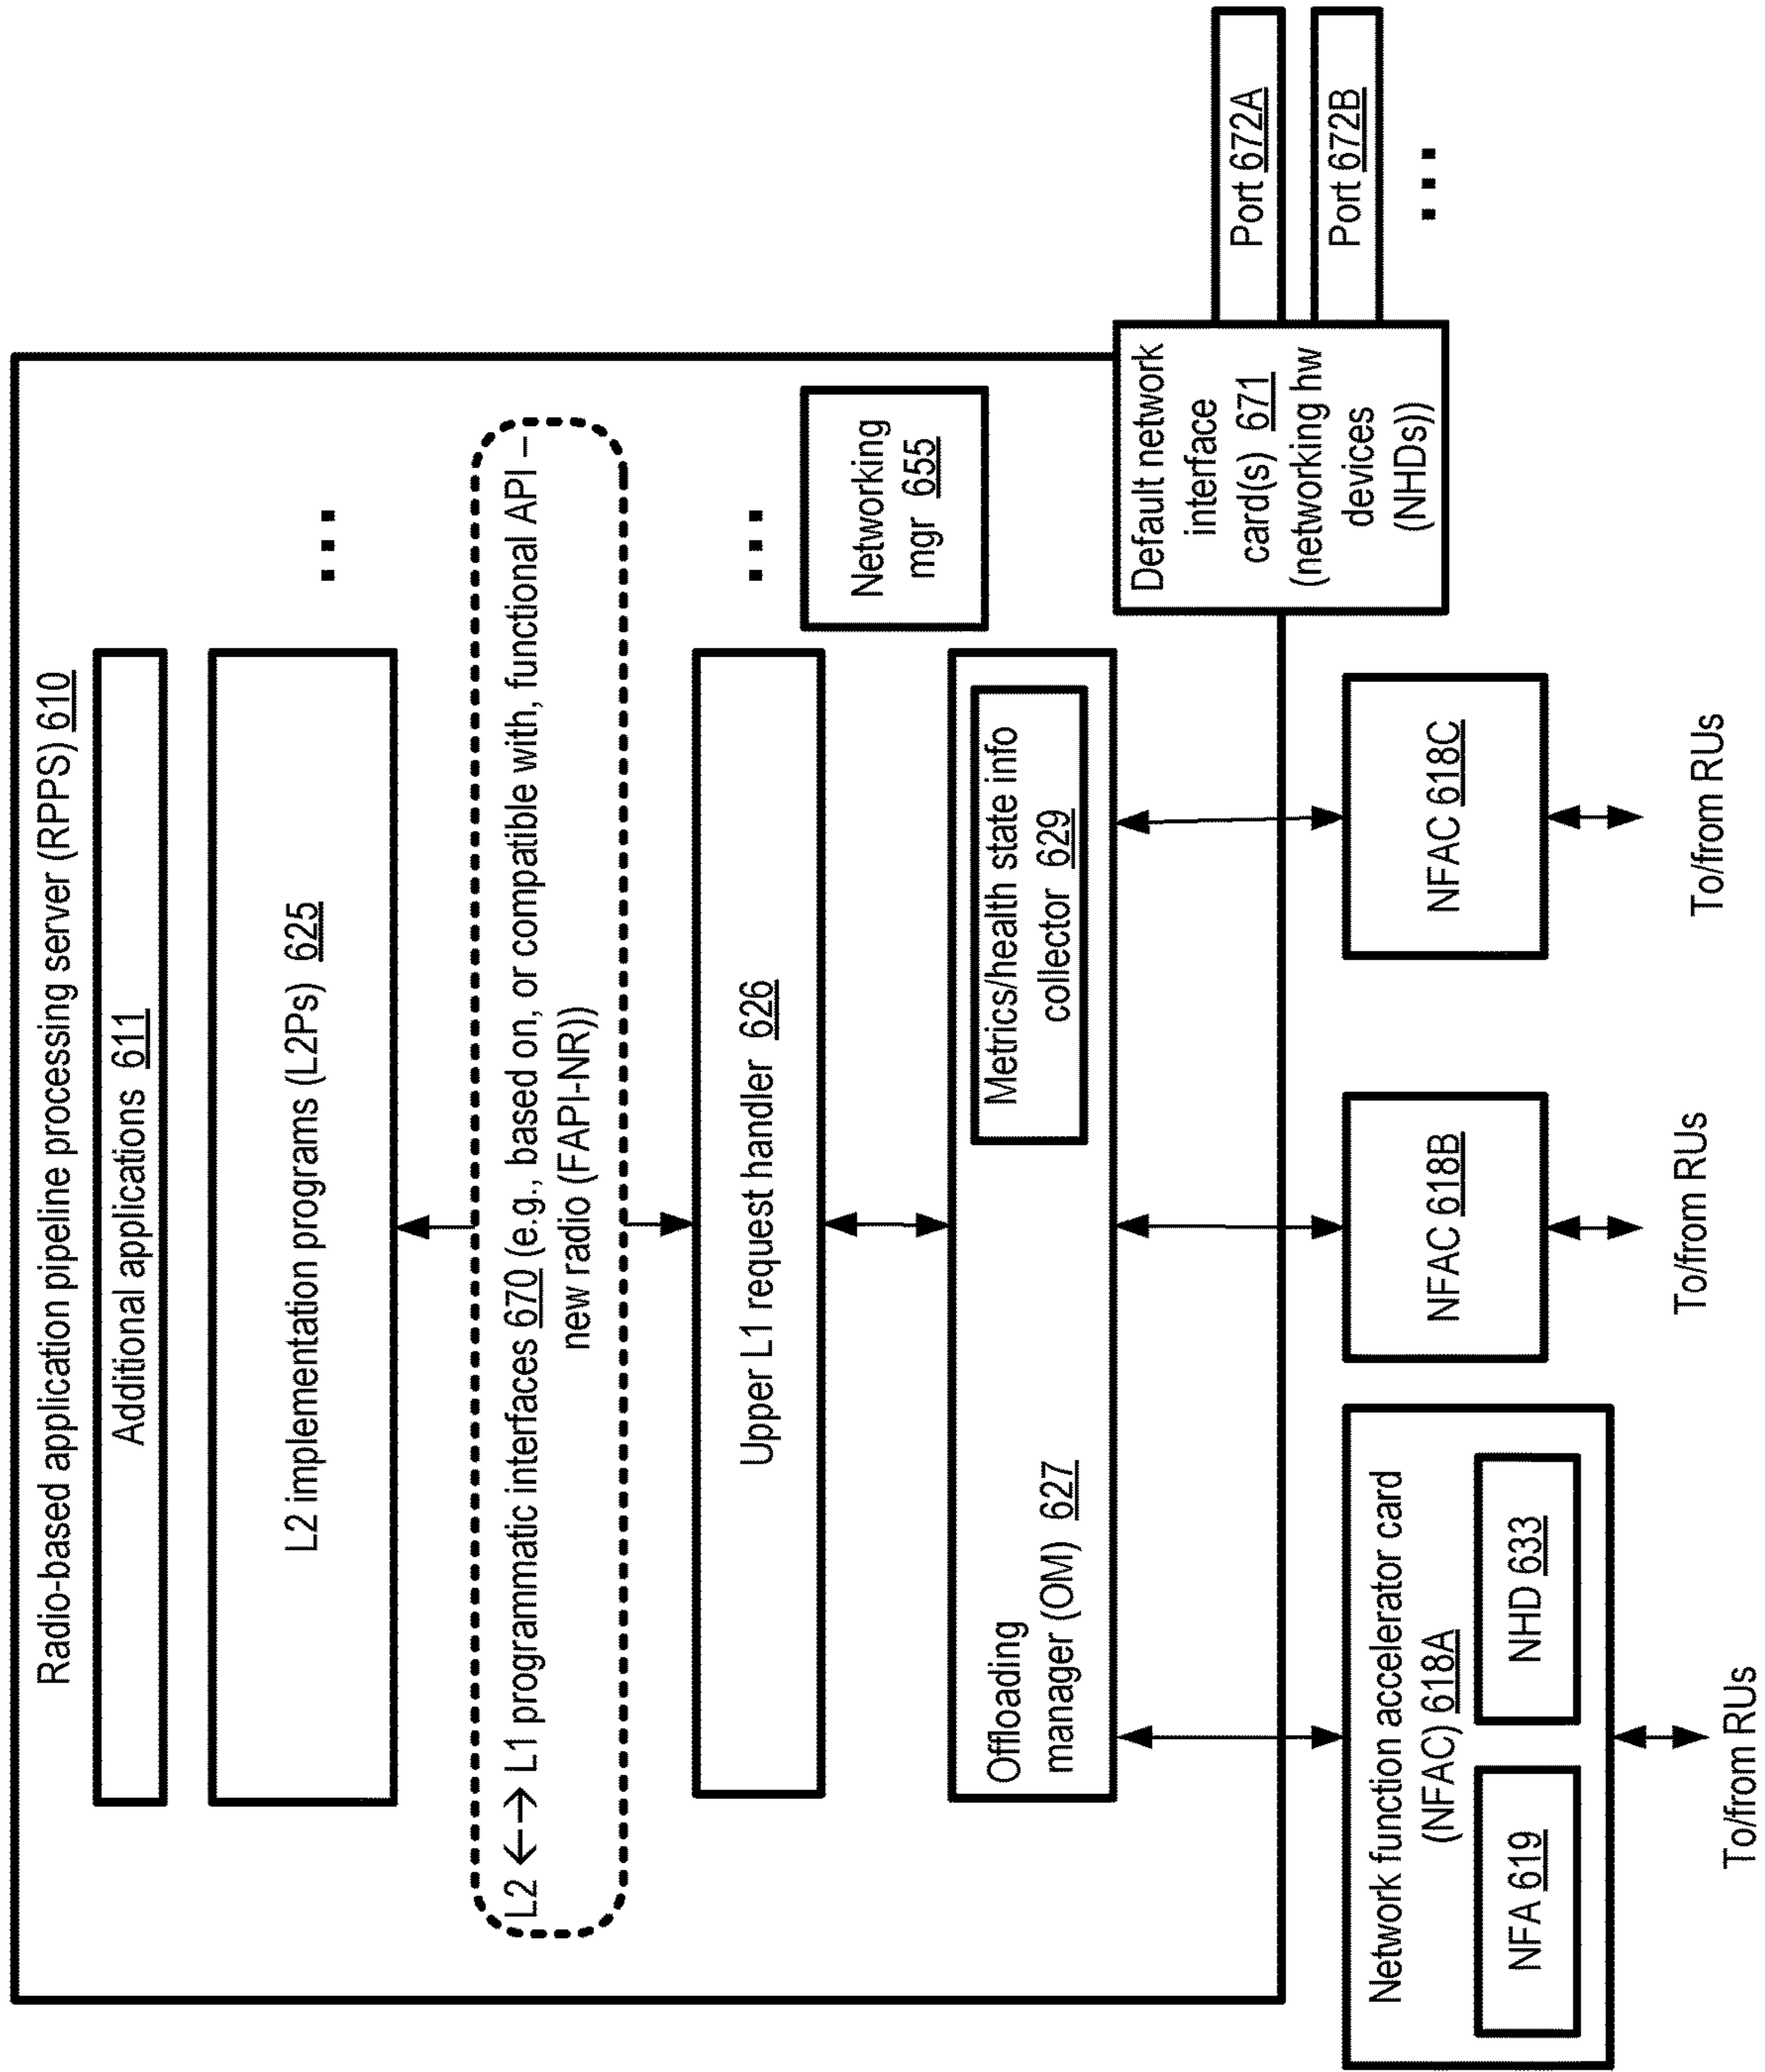 Radio-based application pipeline processing server (RPPS) 610
Additional applications 611
L2 implementation programs (L2Ps) 625
...
L2 ←→ L1 programmatic interfaces 670 (e.g., based on, or compatible with, functional API –
new radio (FAPI-NR))
Upper L1 request handler 626
...
Networking
mgr 655
Offloading
manager (OM) 627
Metrics/health state info
collector 629
Default network
interface
card(s) 671
(networking hw
devices
(NHDs))
Port 672A
Port 672B
...
Network function accelerator card
(NFAC) 618A
NFA 619
NHD 633
NFAC 618B
NFAC 618C
To/from RUs
To/from RUs
To/from RUs